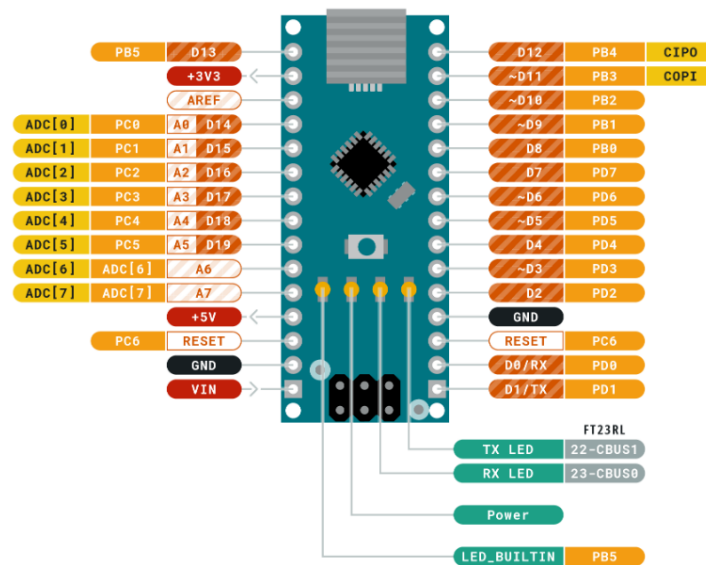 PB5 D13 D12 PB4 CIPO
+3V3 ~D11 PB3 COPI
AREF ~D10 PB2
ADC[0] PC0 A0 D14 ~D9 PB1
ADC[1] PC1 A1 D15 D8 PB0
ADC[2] PC2 A2 D16 D7 PD7
ADC[3] PC3 A3 D17 ~D6 PD6
ADC[4] PC4 A4 D18 ~D5 PD5
ADC[5] PC5 A5 D19 D4 PD4
ADC[6] ADC[6] A6 ~D3 PD3
ADC[7] ADC[7] A7 D2 PD2
+5V GND
PC6 RESET RESET PC6
GND D0/RX PD0
VIN D1/TX PD1
FT23RL
TX LED 22-CBUS1
RX LED 23-CBUS0
Power
LED_BUILTIN PB5